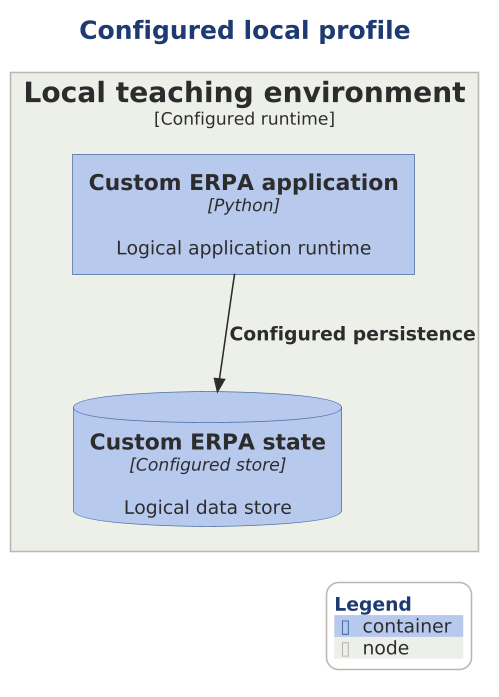 Configured local profile
Local teaching environment
[Configured runtime]
Custom ERPA application
[Python]
Logical application runtime
Configured persistence
Custom ERPA state
[Configured store]
Logical data store
Legend
container
node